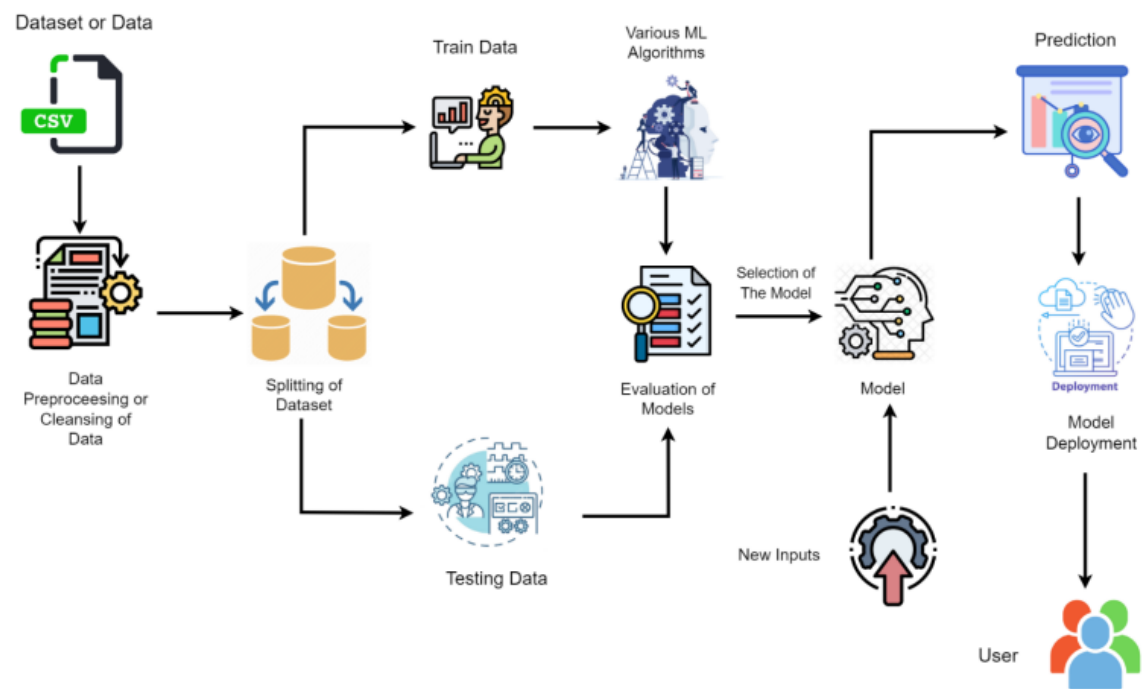 Dataset or Data
CSV
Data
Preproceesing or
Cleansing of
Data
Splitting of
Dataset
Train Data
Testing Data
Various ML
Algorithms
Evaluation of
Models
Selection of
The Model
Model
New Inputs
Prediction
Deployment
Model
Deployment
User